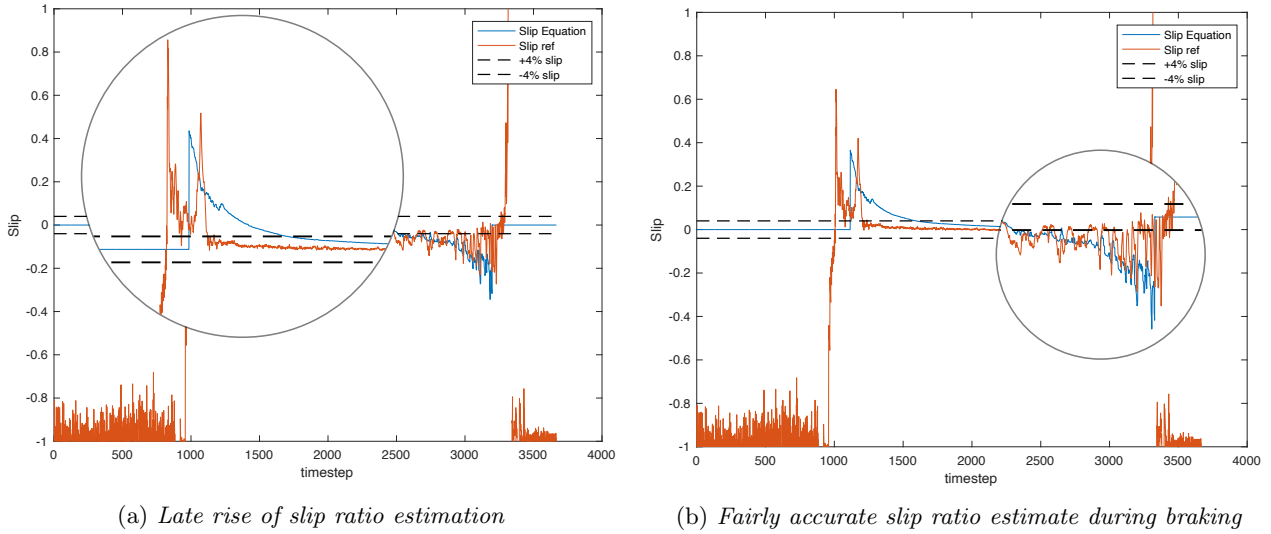 1
0.8
0.6
0.4
0.2
0
-0.2
-0.4
-0.6
-0.8
-1
Slip
0 500 1000 1500 2000 2500 3000 3500 4000
timestep
Slip Equation
Slip ref
+4% slip
-4% slip
(a) Late rise of slip ratio estimation
1
0.8
0.6
0.4
0.2
0
-0.2
-0.4
-0.6
-0.8
-1
Slip
0 500 1000 1500 2000 2500 3000 3500 4000
timestep
Slip Equation
Slip ref
+4% slip
-4% slip
(b) Fairly accurate slip ratio estimate during braking